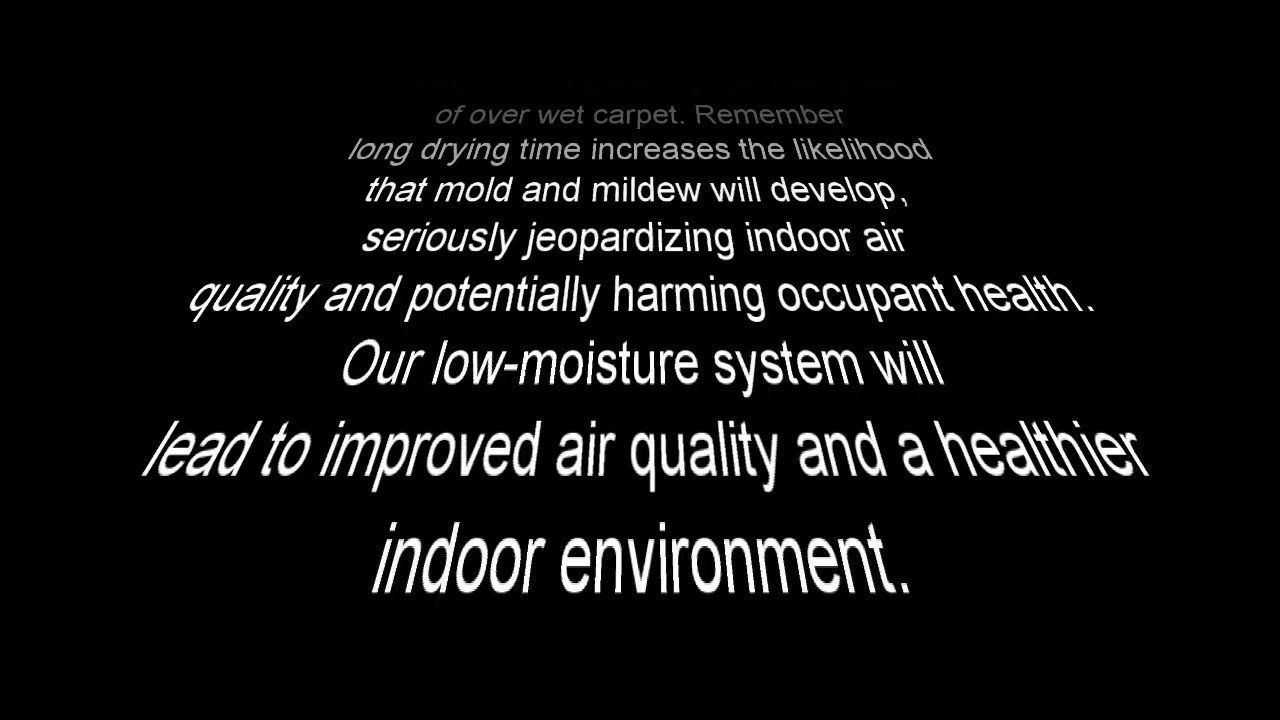 of over wet carpet. Remember
long drying time increases the likelihood
that mold and mildew will develop,
seriously jeopardizing indoor air
quality and potentially harming occupant health.
Our low-moisture system will
lead to improved air quality and a healthier
indoor environment.